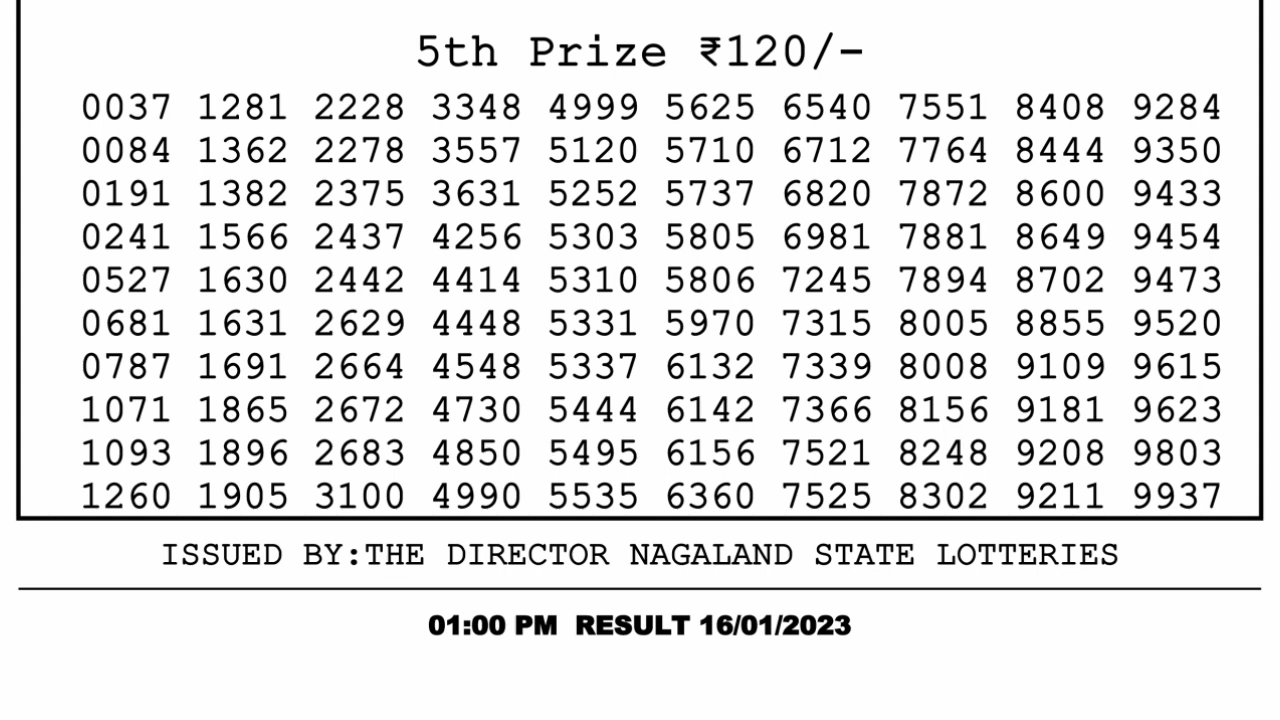 5th Prize ₹120/-
0037 1281 2228 3348 4999 5625 6540 7551 8408 9284
0084 1362 2278 3557 5120 5710 6712 7764 8444 9350
0191 1382 2375 3631 5252 5737 6820 7872 8600 9433
0241 1566 2437 4256 5303 5805 6981 7881 8649 9454
0527 1630 2442 4414 5310 5806 7245 7894 8702 9473
0681 1631 2629 4448 5331 5970 7315 8005 8855 9520
0787 1691 2664 4548 5337 6132 7339 8008 9109 9615
1071 1865 2672 4730 5444 6142 7366 8156 9181 9623
1093 1896 2683 4850 5495 6156 7521 8248 9208 9803
1260 1905 3100 4990 5535 6360 7525 8302 9211 9937
ISSUED BY:THE DIRECTOR NAGALAND STATE LOTTERIES
01:00 PM RESULT 16/01/2023